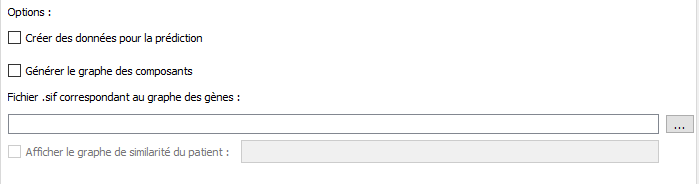 Options :
Créer des données pour la prédiction
Générer le graphe des composants
Fichier .sif correspondant au graphe des gènes :
...
Afficher le graphe de similarité du patient :